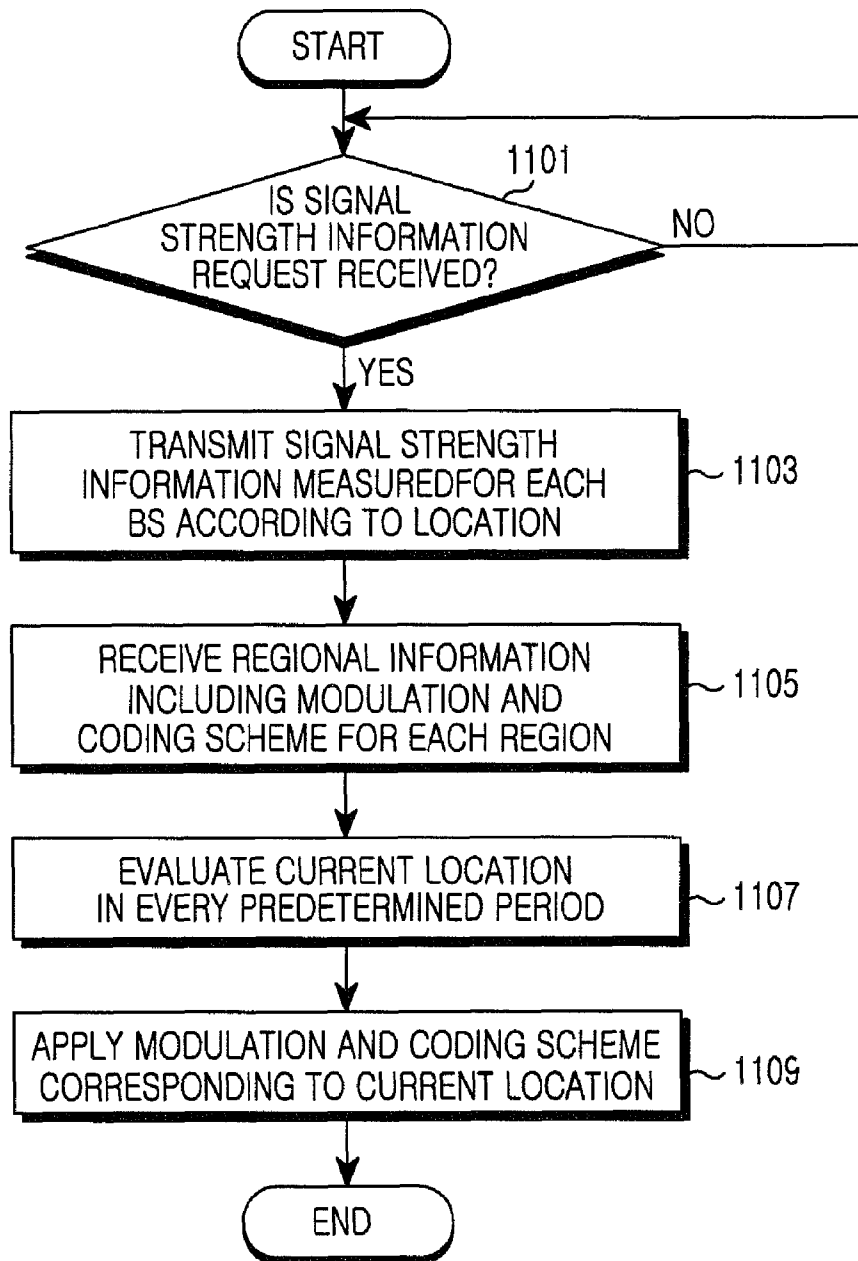 START
1101
IS SIGNAL
STRENGTH INFORMATION
REQUEST RECEIVED?
NO
YES
TRANSMIT SIGNAL STRENGTH
INFORMATION MEASUREDFOR EACH
BS ACCORDING TO LOCATION
1103
RECEIVE REGIONAL INFORMATION
INCLUDING MODULATION AND
CODING SCHEME FOR EACH REGION
1105
EVALUATE CURRENT LOCATION
IN EVERY PREDETERMINED PERIOD
1107
APPLY MODULATION AND CODING SCHEME
CORRESPONDING TO CURRENT LOCATION
1109
END